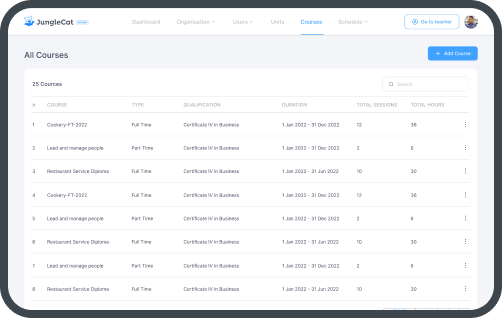 JungleCat
Dashboard Organisation Users Units Courses Schedule Go to teacher
All Courses
+ Add Course
25 Cources
Search
# COURSE TYPE QUALIFICATION DURATION TOTAL SESSIONS TOTAL HOURS
1 Cookery-FT-2022 Full Time Certificate IV in Business 1 Jan 2022 - 31 Dec 2022 12 36
2 Lead and manage people Part Time Certificate IV in Business 1 Jan 2023 - 31 Dec 2022 2 6
3 Restaurant Service Diploma Full Time Certificate IV in Business 1 Jan 2022 - 31 Jun 2022 10 30
4 Cookery-FT-2022 Full Time Certificate IV in Business 1 Jan 2022 - 31 Dec 2022 12 36
5 Lead and manage people Part Time Certificate IV in Business 1 Jan 2023 - 31 Dec 2022 2 6
6 Restaurant Service Diploma Full Time Certificate IV in Business 1 Jan 2022 - 31 Jun 2022 10 30
7 Lead and manage people Part Time Certificate IV in Business 1 Jan 2023 - 31 Dec 2022 2 6
8 Restaurant Service Diploma Full Time Certificate IV in Business 1 Jan 2022 - 31 Jun 2022 10 30